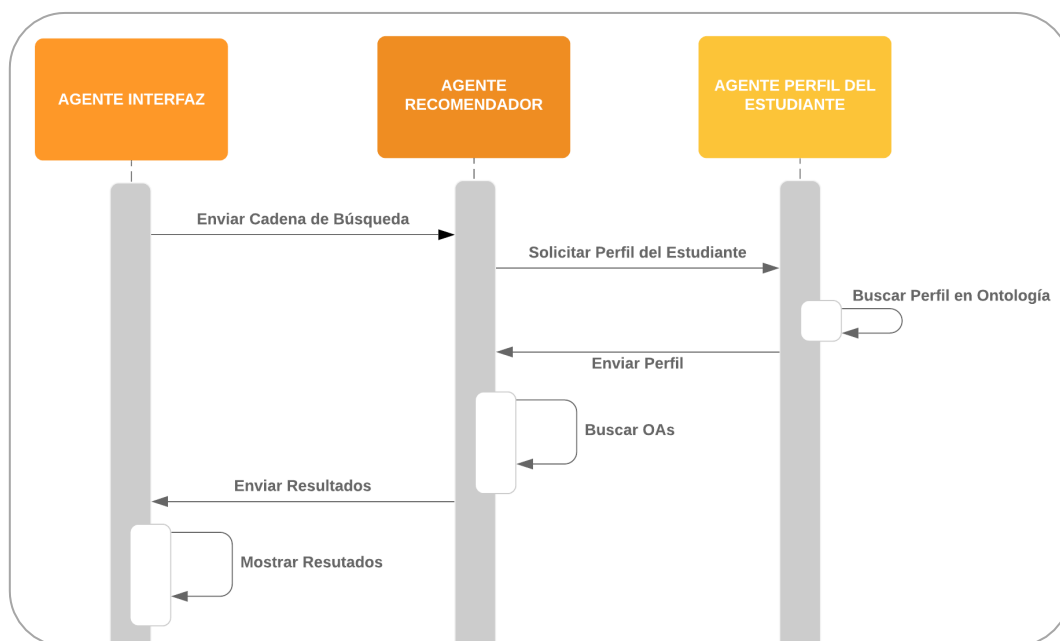 AGENTE INTERFAZ
AGENTE
RECOMENDADOR
AGENTE PERFIL DEL
ESTUDIANTE
Enviar Cadena de Búsqueda
Solicitar Perfil del Estudiante
Buscar Perfil en Ontología
Enviar Perfil
Buscar OAs
Enviar Resultados
Mostrar Resutados